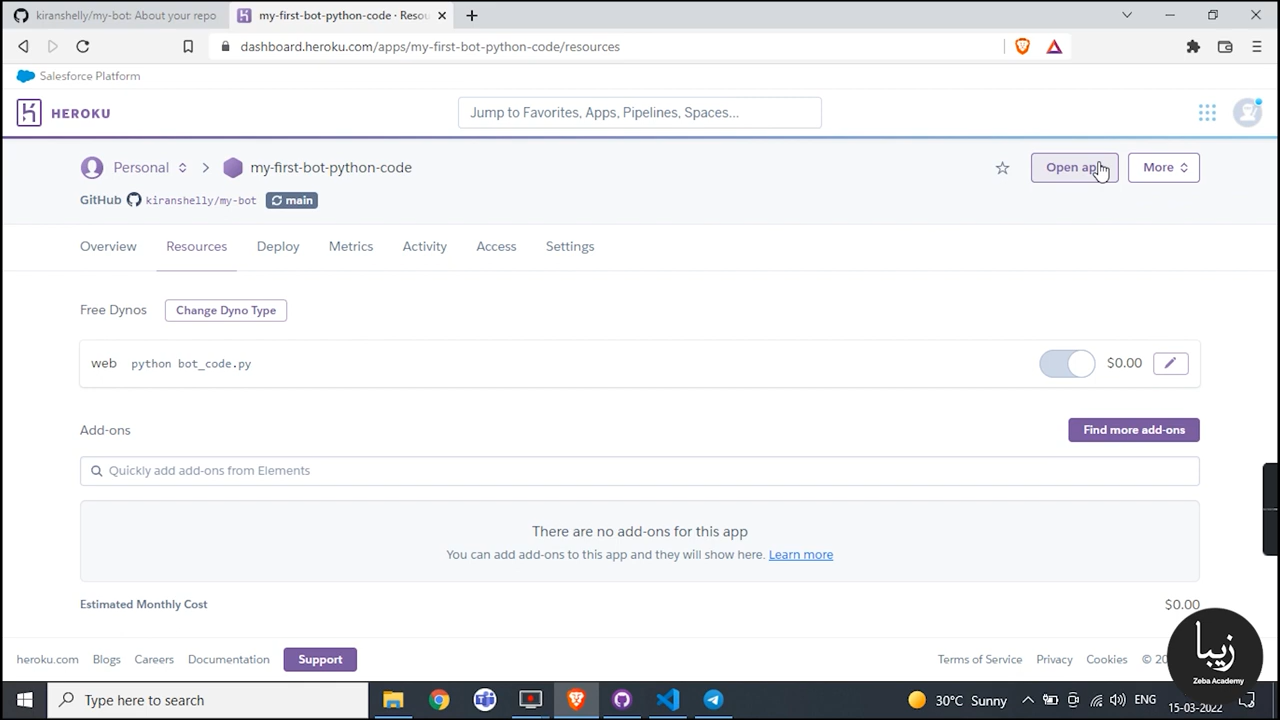 kiranshelly/my-bot: About your repo
my-first-bot-python-code · Resou
dashboard.heroku.com/apps/my-first-bot-python-code/resources
Salesforce Platform
HEROKU
Jump to Favorites, Apps, Pipelines, Spaces...
Personal
my-first-bot-python-code
Open app
More
GitHub kiranshelly/my-bot main
Overview
Resources
Deploy
Metrics
Activity
Access
Settings
Free Dynos
Change Dyno Type
web python bot_code.py
$0.00
Add-ons
Find more add-ons
Quickly add add-ons from Elements
There are no add-ons for this app
You can add add-ons to this app and they will show here. Learn more
Estimated Monthly Cost
$0.00
heroku.com
Blogs
Careers
Documentation
Support
Terms of Service
Privacy
Cookies
زيبا
Zeba Academy
Type here to search
30°C Sunny
ENG
15-03-2022